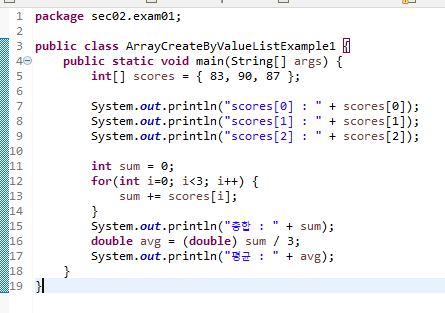 1 package sec02.exam01;
2
3 public class ArrayCreateByValueListExample1 {
4 public static void main(String[] args) {
5 int[] scores = { 83, 90, 87 };
6
7 System.out.println("scores[0] : " + scores[0]);
8 System.out.println("scores[1] : " + scores[1]);
9 System.out.println("scores[2] : " + scores[2]);
10
11 int sum = 0;
12 for(int i=0; i<3; i++) {
13 sum += scores[i];
14 }
15 System.out.println("총합 : " + sum);
16 double avg = (double) sum / 3;
17 System.out.println("평균 : " + avg);
18 }
19 }